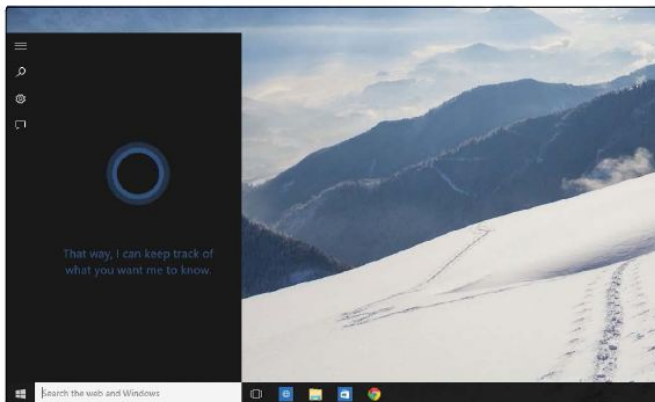 That way, I can keep track of
what you want me to know.
Search the web and Windows